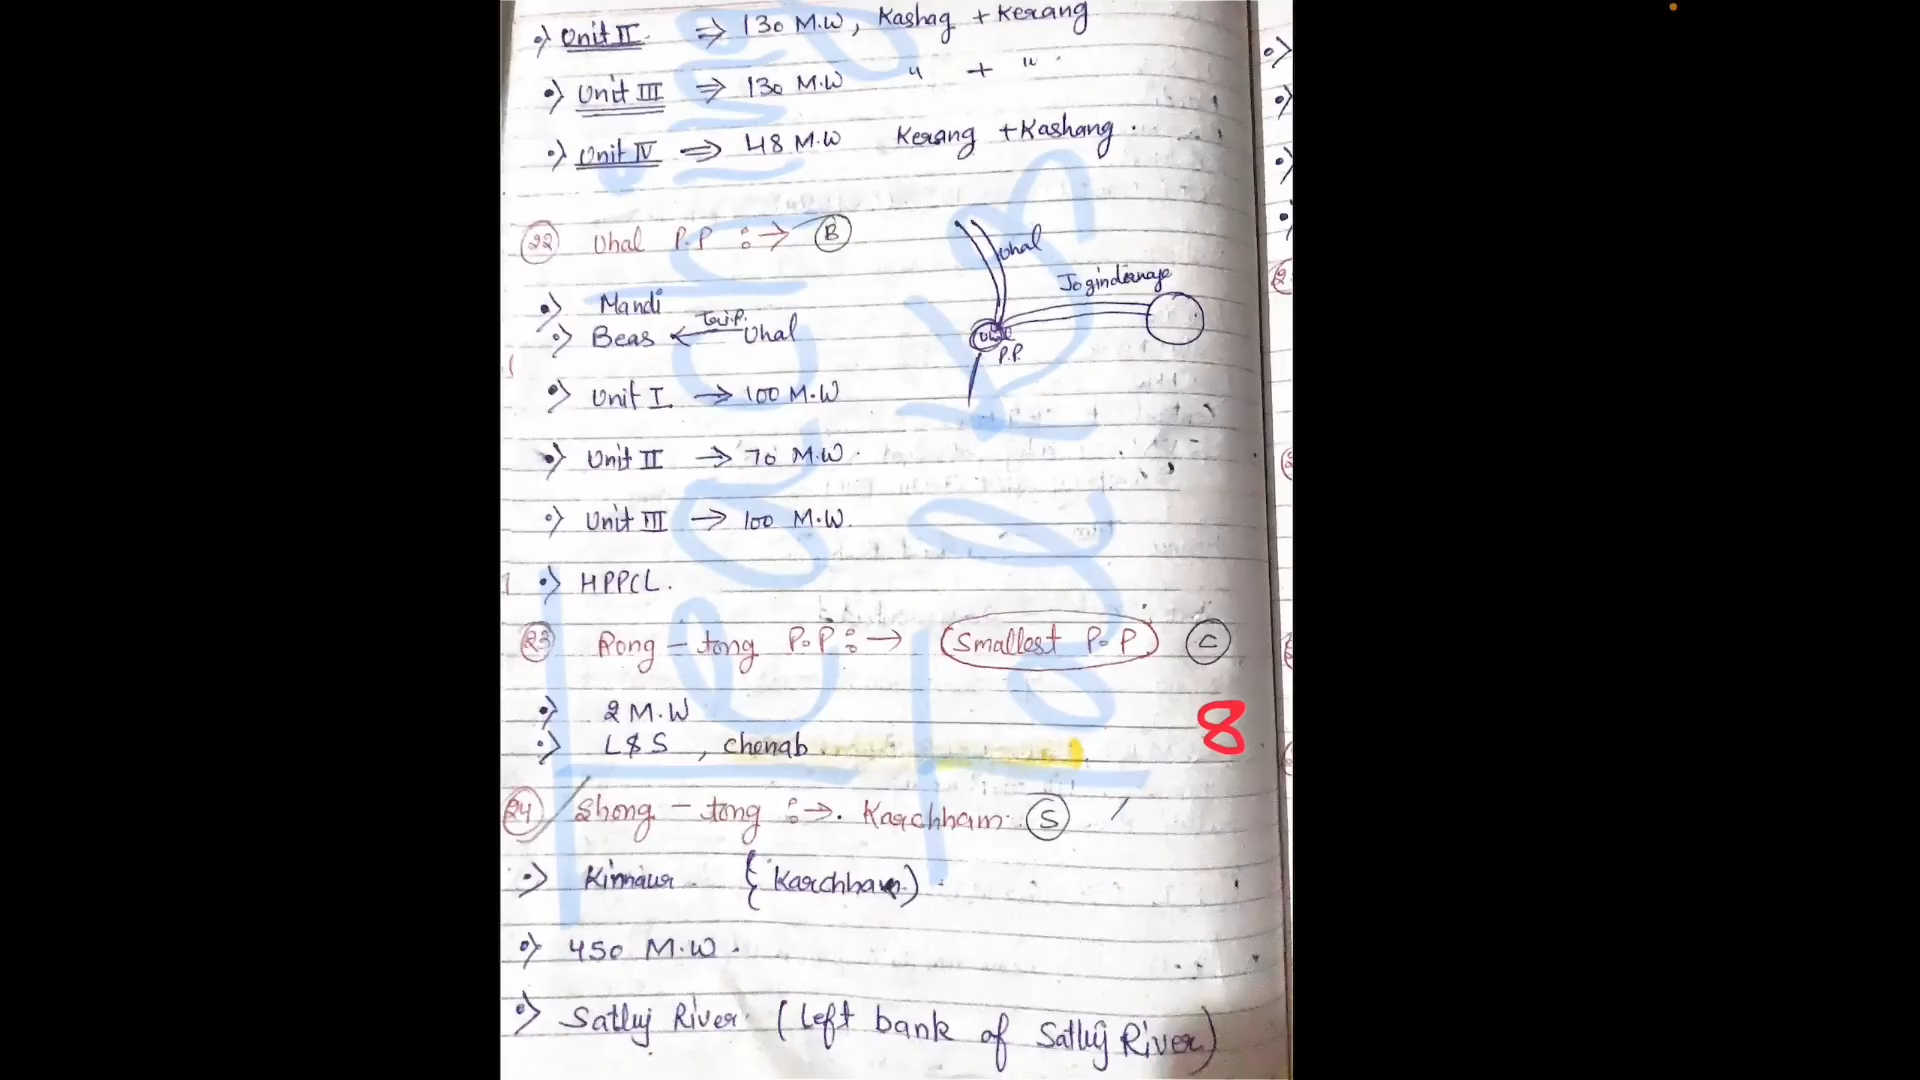 •) Unit II ⇒ 130 M.W, Kashag + Kerang
•) Unit III ⇒ 130 M.W " + "
•) Unit IV ⇒ 48 M.W Kerang + Kashang.
22 Uhal P.P :→ B
•) Mandi
•) Beas ← Uhal
Uhal
P.P.
•) Unit I → 100 M.W
•) Unit II → 70 M.W.
•) Unit III → 100 M.W.
•) HPPCL.
23 Rong - tong P.P :→ Smallest P.P C
•) 2 M.W
•) L&S, chenab.
8
24 Shong - tong :→. Karchham. S
•) Kinnaur. {Karchham.)
•) 450 M.W.
•) Satluj River (left bank of Satluj River)